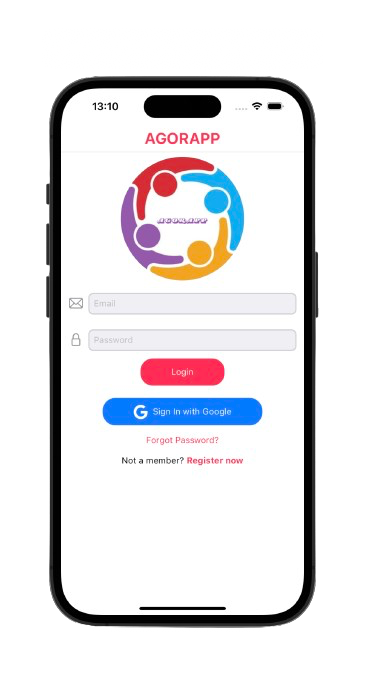 13:10
AGORAPP
AGORAPP
Email
Password
Login
G Sign In with Google
Forgot Password?
Not a member? Register now